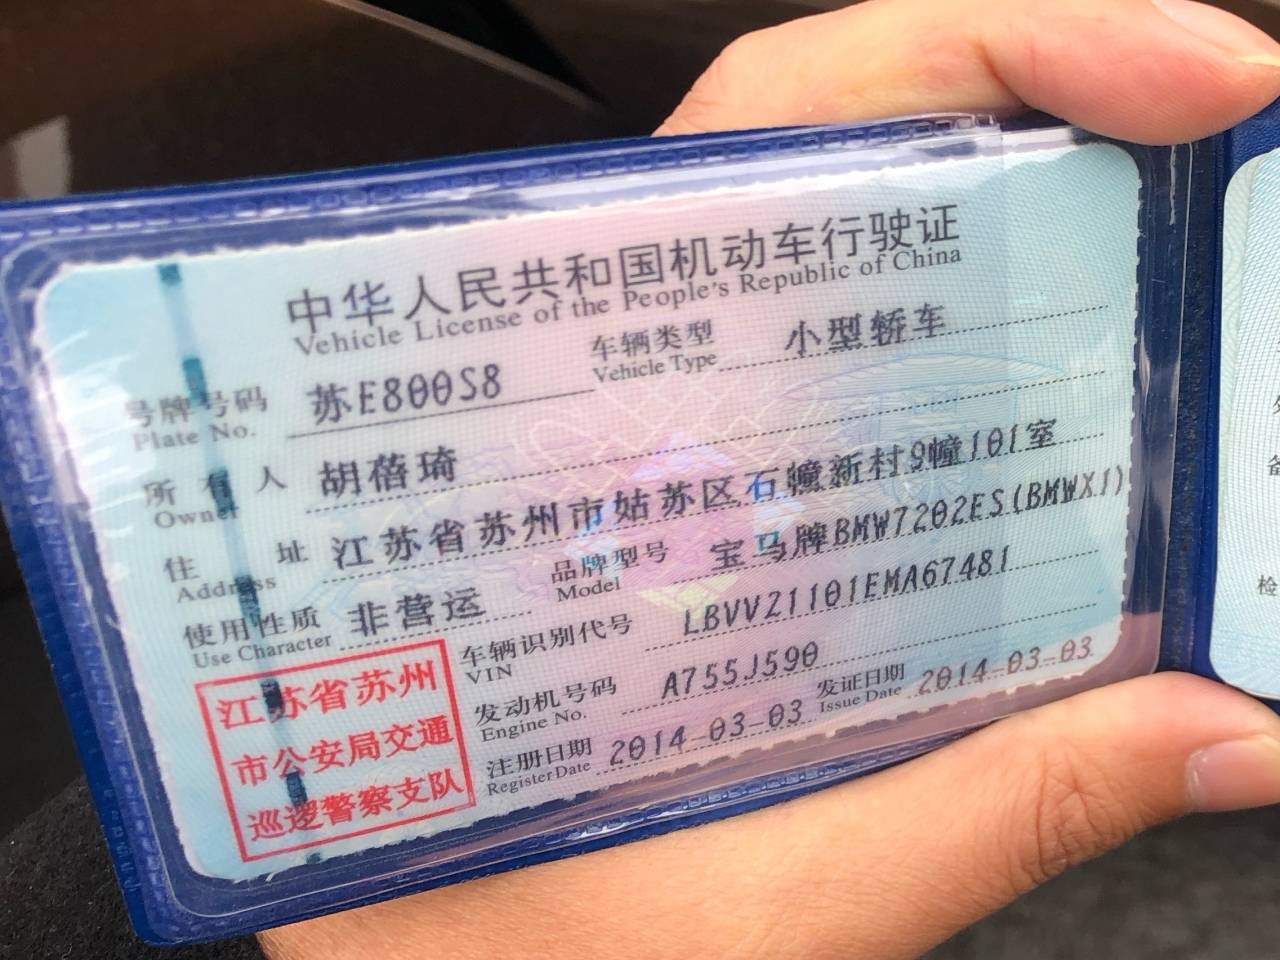 中华人民共和国机动车行驶证
Vehicle License of the People's Republic of China
号牌号码 苏E800S8 车辆类型 小型轿车
Plate No. Vehicle Type
所有人 胡蓓琦
Owner
住址 江苏省苏州市姑苏区石幢新村9幢101室
Address
使用性质 非营运 品牌型号 宝马牌BMW7202ES(BMWX1)
Use Character Model
车辆识别代号 LBVVZ1101EMA67481
VIN
发动机号码 A755J590
Engine No.
注册日期 2014-03-03 发证日期 2014-03-03
Register Date Issue Date
江苏省苏州
市公安局交通
巡逻警察支队
检